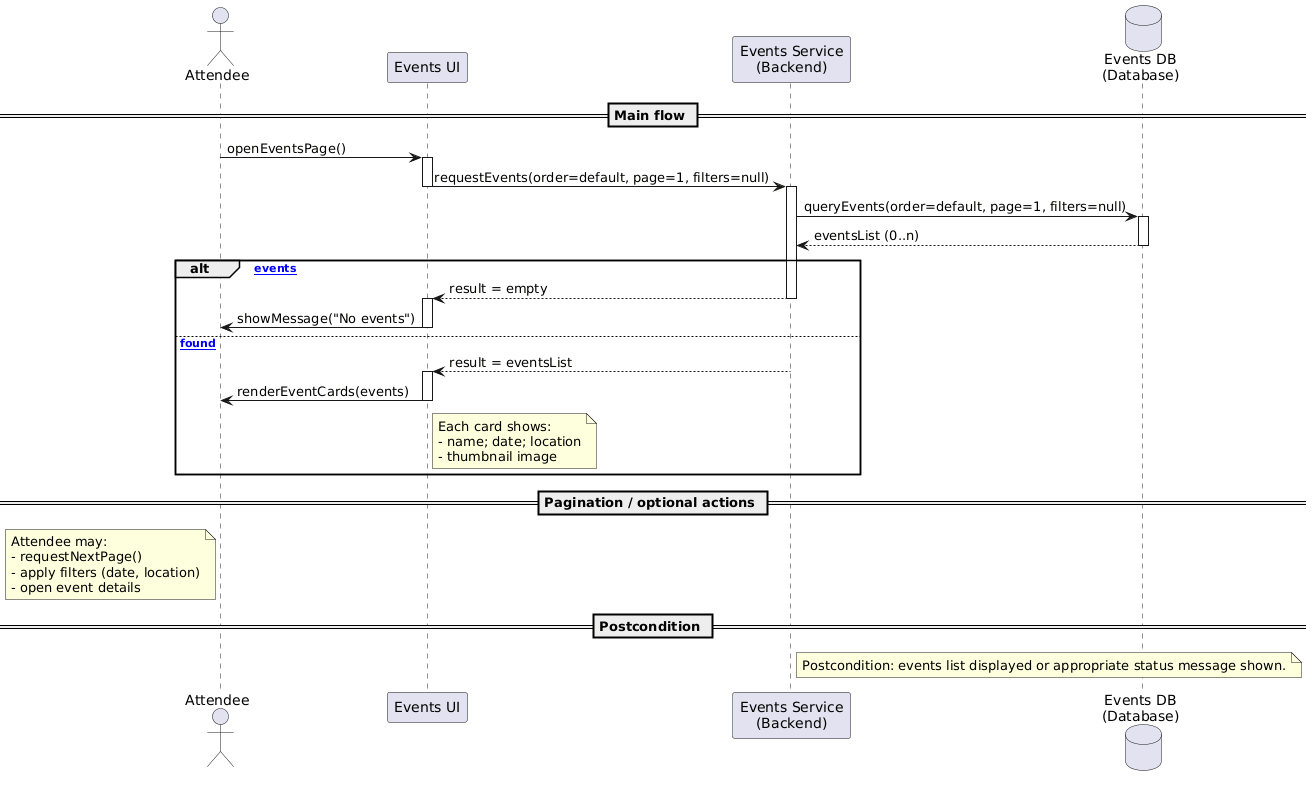 Attendee
Events UI
Events Service
(Backend)
Events DB
(Database)
Main flow
openEventsPage()
requestEvents(order=default, page=1, filters=null)
queryEvents(order=default, page=1, filters=null)
eventsList (0..n)
alt
events
result = empty
showMessage("No events")
found
result = eventsList
renderEventCards(events)
Each card shows:
- name; date; location
- thumbnail image
Pagination / optional actions
Attendee may:
- requestNextPage()
- apply filters (date, location)
- open event details
Postcondition
Postcondition: events list displayed or appropriate status message shown.
Attendee
Events UI
Events Service
(Backend)
Events DB
(Database)